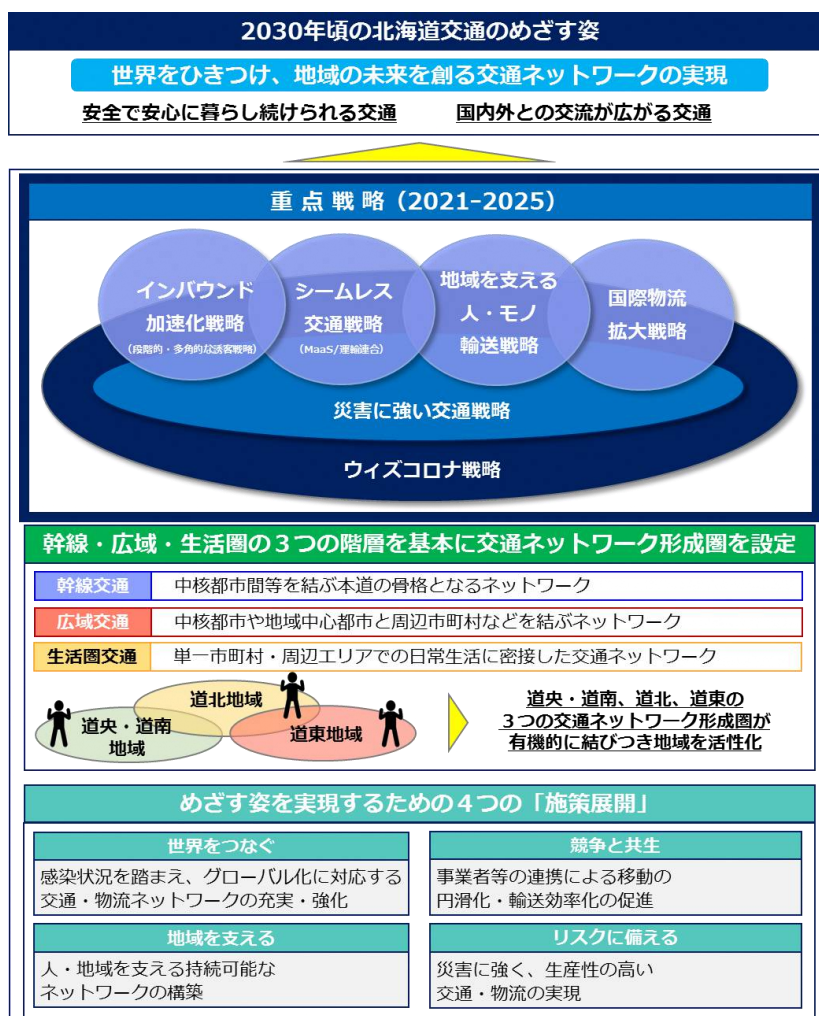 2030年頃の北海道交通のめざす姿
世界をひきつけ、地域の未来を創る交通ネットワークの実現
安全で安心に暮らし続けられる交通
国内外との交流が広がる交通
重点戦略（2021-2025）
インバウンド
加速化戦略
（段階的・多角的な誘客戦略）
シームレス
交通戦略
（MaaS/運輸連合）
地域を支える
人・モノ
輸送戦略
国際物流
拡大戦略
災害に強い交通戦略
ウィズコロナ戦略
幹線・広域・生活圏の３つの階層を基本に交通ネットワーク形成圏を設定
幹線交通
中核都市間等を結ぶ本道の骨格となるネットワーク
広域交通
中核都市や地域中心都市と周辺市町村などを結ぶネットワーク
生活圏交通
単一市町村・周辺エリアでの日常生活に密接した交通ネットワーク
道央・道南
地域
道北地域
道東地域
道央・道南、道北、道東の
３つの交通ネットワーク形成圏が
有機的に結びつき地域を活性化
めざす姿を実現するための４つの「施策展開」
世界をつなぐ
感染状況を踏まえ、グローバル化に対応する
交通・物流ネットワークの充実・強化
競争と共生
事業者等の連携による移動の
円滑化・輸送効率化の促進
地域を支える
人・地域を支える持続可能な
ネットワークの構築
リスクに備える
災害に強く、生産性の高い
交通・物流の実現